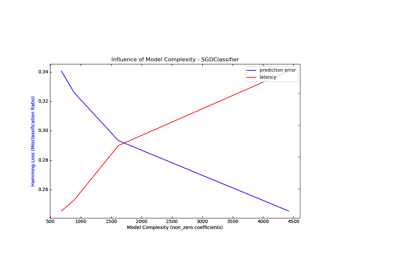 Influence of Model Complexity - SGDClassifier
prediction error
latency
0.34
0.32
0.30
0.28
0.26
Hamming Loss (Misclassification Ratio)
500
1000
1500
2000
2500
3000
3500
4000
4500
Model Complexity (non_zero coefficients)